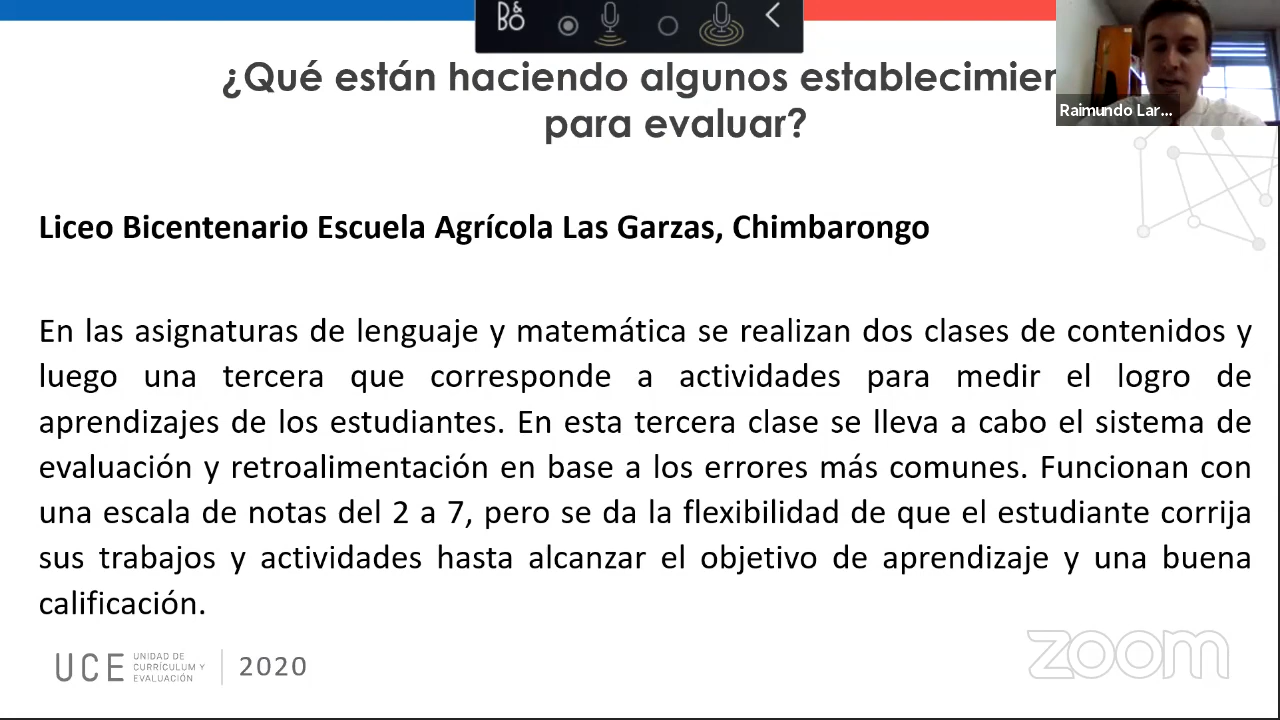 B&O
¿Qué están haciendo algunos establecimien
para evaluar?
Raimundo Lar...
Liceo Bicentenario Escuela Agrícola Las Garzas, Chimbarongo
En las asignaturas de lenguaje y matemática se realizan dos clases de contenidos y
luego una tercera que corresponde a actividades para medir el logro de
aprendizajes de los estudiantes. En esta tercera clase se lleva a cabo el sistema de
evaluación y retroalimentación en base a los errores más comunes. Funcionan con
una escala de notas del 2 a 7, pero se da la flexibilidad de que el estudiante corrija
sus trabajos y actividades hasta alcanzar el objetivo de aprendizaje y una buena
calificación.
UCE UNIDAD DE
CURRÍCULUM Y
EVALUACIÓN
2020
zoom